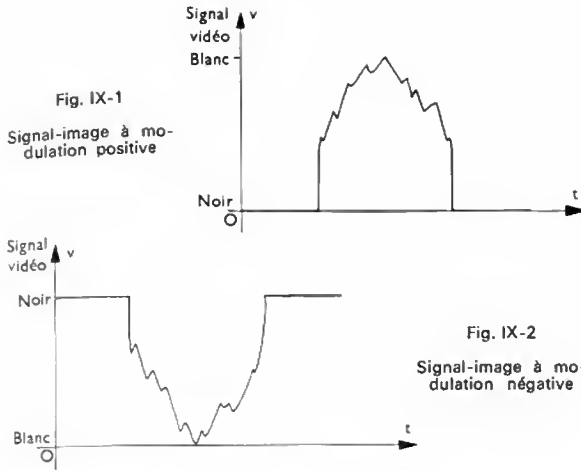 Signal
vidéo
v
Blanc
Fig. IX-1
Signal-image à mo-
dulation positive
Noir
O
t
Signal
vidéo
v
Noir
Fig. IX-2
Signal-image à mo-
dulation négative
Blanc
O
t